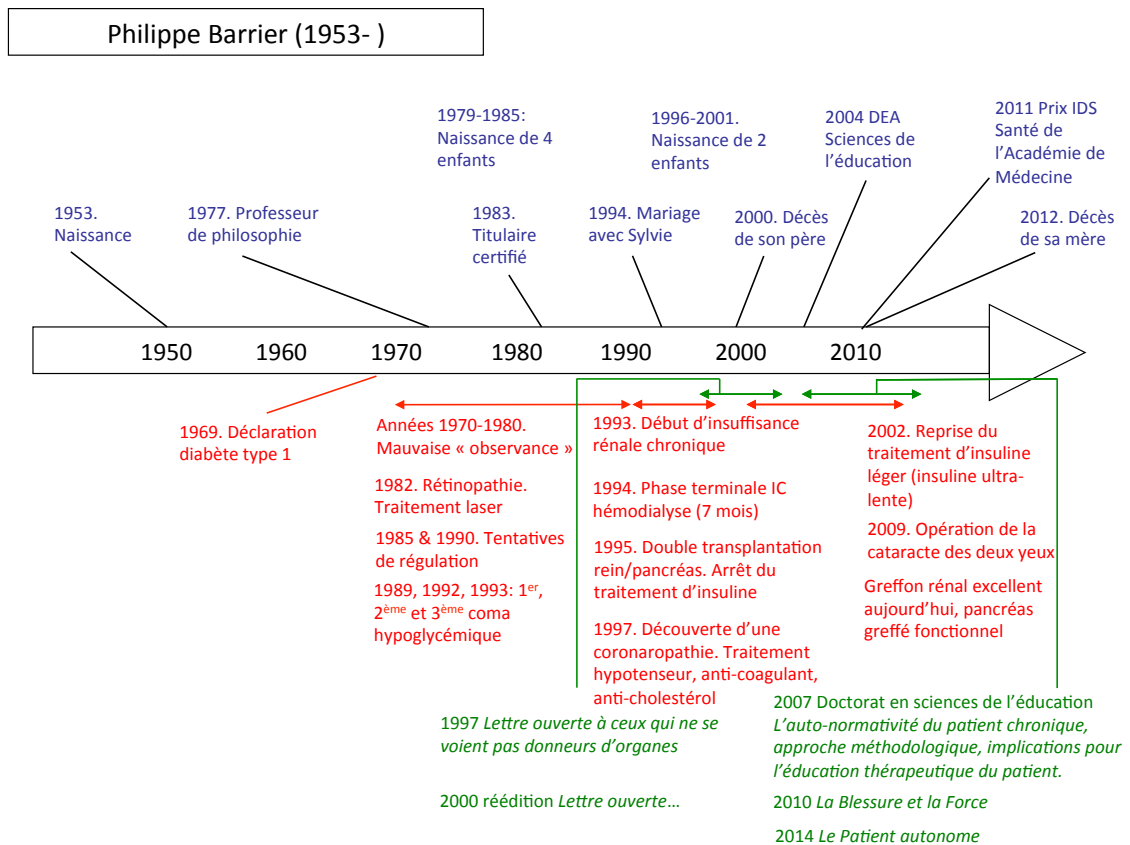 Philippe Barrier (1953- )
1979-1985:
Naissance de 4
enfants
1996-2001.
Naissance de 2
enfants
2004 DEA
Sciences de
l’éducation
2011 Prix IDS
Santé de
l’Académie de
Médecine
1953.
Naissance
1977. Professeur
de philosophie
1983.
Titulaire
certifié
1994. Mariage
avec Sylvie
2000. Décès
de son père
2012. Décès
de sa mère
1950 1960 1970 1980 1990 2000 2010
1969. Déclaration
diabète type 1
Années 1970-1980.
Mauvaise « observance »
1982. Rétinopathie.
Traitement laser
1985 & 1990. Tentatives
de régulation
1989, 1992, 1993: 1er,
2ème et 3ème coma
hypoglycémique
1993. Début d’insuffisance
rénale chronique
1994. Phase terminale IC
hémodialyse (7 mois)
1995. Double transplantation
rein/pancréas. Arrêt du
traitement d’insuline
1997. Découverte d’une
coronaropathie. Traitement
hypotenseur, anti-coagulant,
anti-cholestérol
2002. Reprise du
traitement d’insuline
léger (insuline ultra-
lente)
2009. Opération de la
cataracte des deux yeux
Greffon rénal excellent
aujourd’hui, pancréas
greffé fonctionnel
1997 Lettre ouverte à ceux qui ne se
voient pas donneurs d’organes
2000 réédition Lettre ouverte…
2007 Doctorat en sciences de l’éducation
L’auto-normativité du patient chronique,
approche méthodologique, implications pour
l’éducation thérapeutique du patient.
2010 La Blessure et la Force
2014 Le Patient autonome